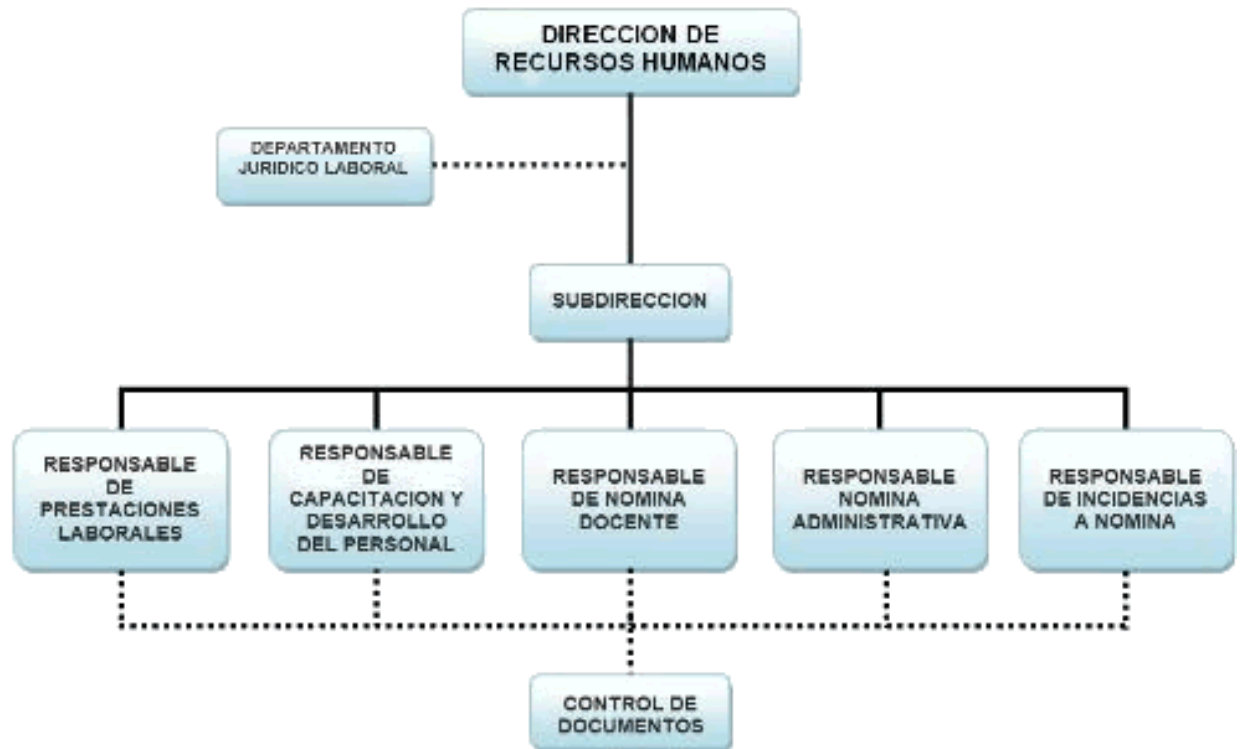 DIRECCION DE
RECURSOS HUMANOS
DEPARTAMENTO
JURIDICO LABORAL
SUBDIRECCION
RESPONSABLE
DE
PRESTACIONES
LABORALES
RESPONSABLE
DE
CAPACITACION Y
DESARROLLO
DEL PERSONAL
RESPONSABLE
DE NOMINA
DOCENTE
RESPONSABLE
NOMINA
ADMINISTRATIVA
RESPONSABLE
DE INCIDENCIAS
A NOMINA
CONTROL DE
DOCUMENTOS